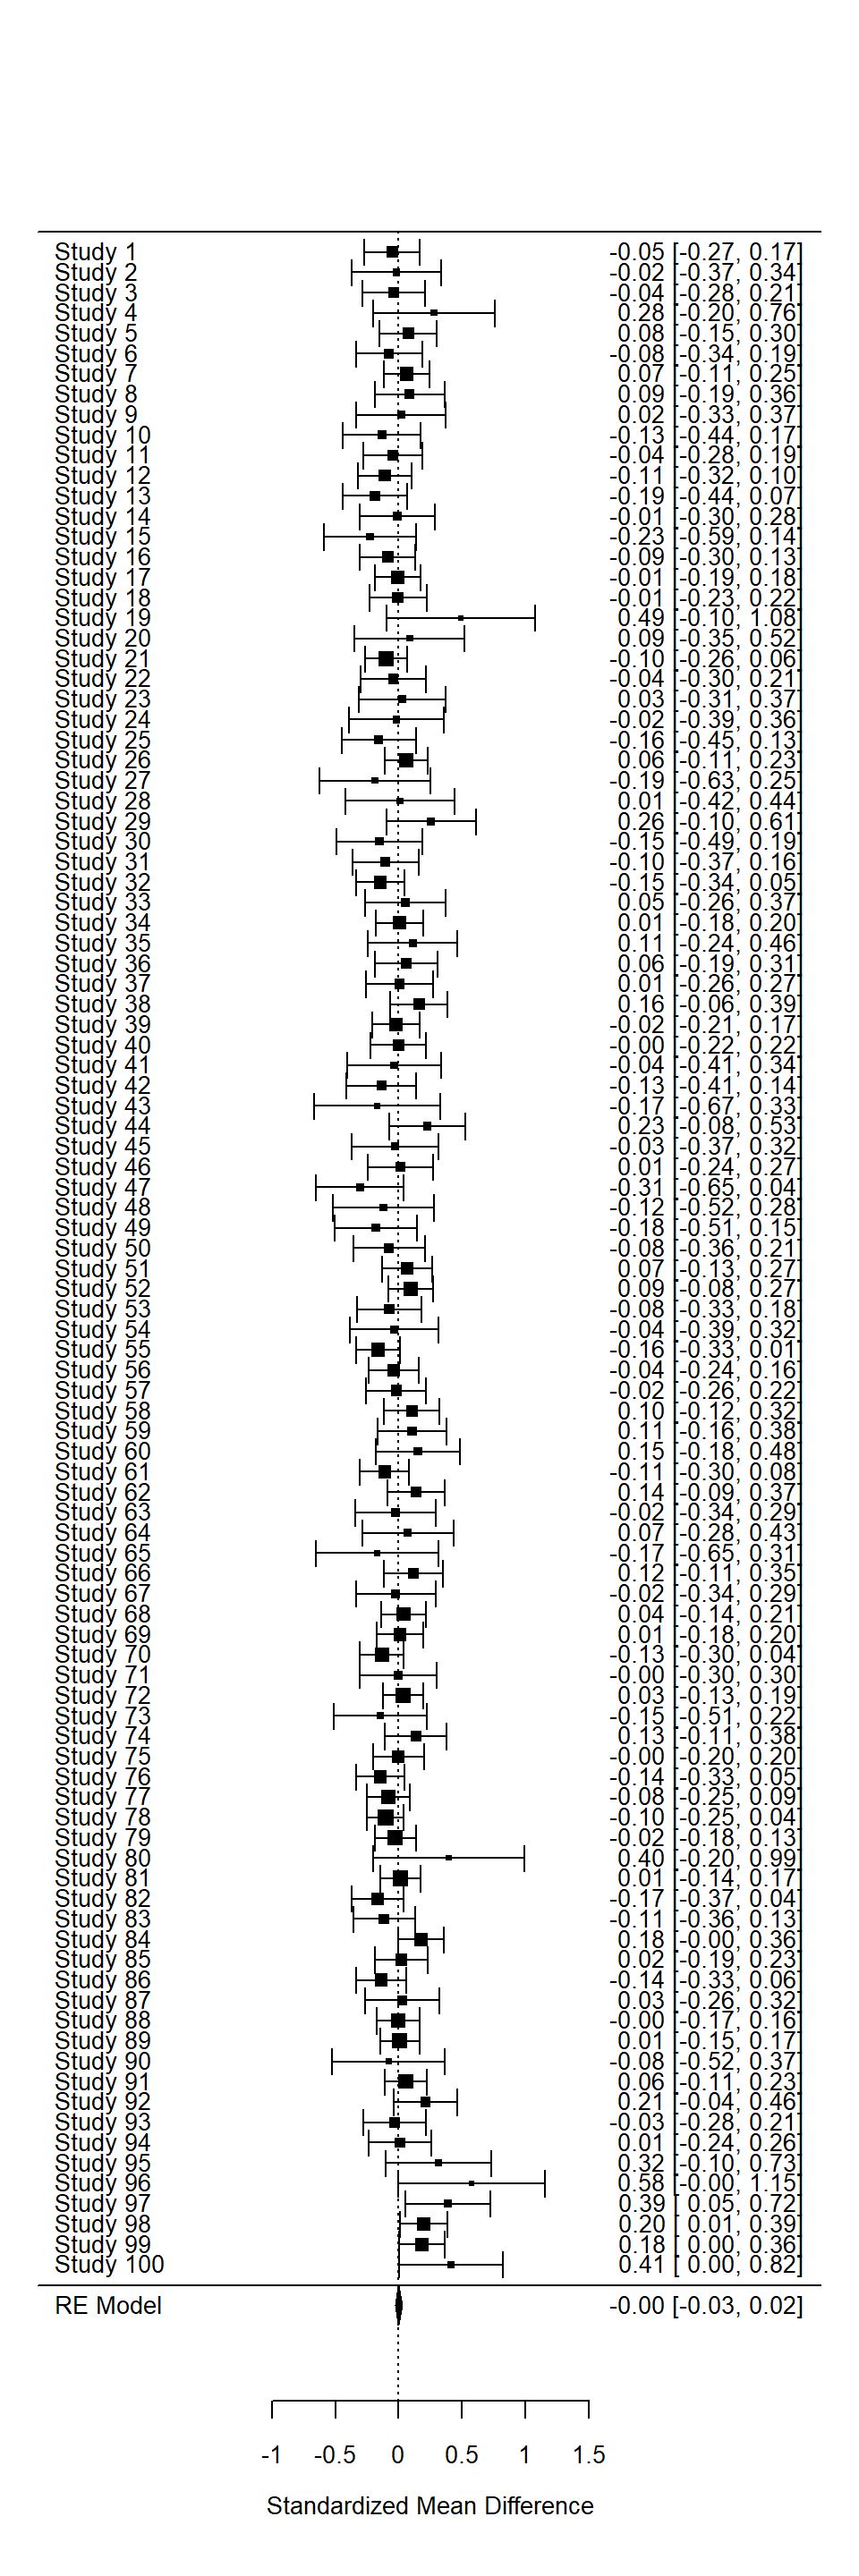 Study 1 -0.05 [-0.27, 0.17]
Study 2 -0.02 [-0.37, 0.34]
Study 3 -0.04 [-0.28, 0.21]
Study 4 0.28 [-0.20, 0.76]
Study 5 0.08 [-0.15, 0.30]
Study 6 -0.08 [-0.34, 0.19]
Study 7 0.07 [-0.11, 0.25]
Study 8 0.09 [-0.19, 0.36]
Study 9 0.02 [-0.33, 0.37]
Study 10 -0.13 [-0.44, 0.17]
Study 11 -0.04 [-0.28, 0.19]
Study 12 -0.11 [-0.32, 0.10]
Study 13 -0.19 [-0.44, 0.07]
Study 14 -0.01 [-0.30, 0.28]
Study 15 -0.23 [-0.59, 0.14]
Study 16 -0.09 [-0.30, 0.13]
Study 17 -0.01 [-0.19, 0.18]
Study 18 -0.01 [-0.23, 0.22]
Study 19 0.49 [-0.10, 1.08]
Study 20 0.09 [-0.35, 0.52]
Study 21 -0.10 [-0.26, 0.06]
Study 22 -0.04 [-0.30, 0.21]
Study 23 0.03 [-0.31, 0.37]
Study 24 -0.02 [-0.39, 0.36]
Study 25 -0.16 [-0.45, 0.13]
Study 26 0.06 [-0.11, 0.23]
Study 27 -0.19 [-0.63, 0.25]
Study 28 0.01 [-0.42, 0.44]
Study 29 0.26 [-0.10, 0.61]
Study 30 -0.15 [-0.49, 0.19]
Study 31 -0.10 [-0.37, 0.16]
Study 32 -0.15 [-0.34, 0.05]
Study 33 0.05 [-0.26, 0.37]
Study 34 0.01 [-0.18, 0.20]
Study 35 0.11 [-0.24, 0.46]
Study 36 0.06 [-0.19, 0.31]
Study 37 0.01 [-0.26, 0.27]
Study 38 0.16 [-0.06, 0.39]
Study 39 -0.02 [-0.21, 0.17]
Study 40 -0.00 [-0.22, 0.22]
Study 41 -0.04 [-0.41, 0.34]
Study 42 -0.13 [-0.41, 0.14]
Study 43 -0.17 [-0.67, 0.33]
Study 44 0.23 [-0.08, 0.53]
Study 45 -0.03 [-0.37, 0.32]
Study 46 0.01 [-0.24, 0.27]
Study 47 -0.31 [-0.65, 0.04]
Study 48 -0.12 [-0.52, 0.28]
Study 49 -0.18 [-0.51, 0.15]
Study 50 -0.08 [-0.36, 0.21]
Study 51 0.07 [-0.13, 0.27]
Study 52 0.09 [-0.08, 0.27]
Study 53 -0.08 [-0.33, 0.18]
Study 54 -0.04 [-0.39, 0.32]
Study 55 -0.16 [-0.33, 0.01]
Study 56 -0.04 [-0.24, 0.16]
Study 57 -0.02 [-0.26, 0.22]
Study 58 0.10 [-0.12, 0.32]
Study 59 0.11 [-0.16, 0.38]
Study 60 0.15 [-0.18, 0.48]
Study 61 -0.11 [-0.30, 0.08]
Study 62 0.14 [-0.09, 0.37]
Study 63 -0.02 [-0.34, 0.29]
Study 64 0.07 [-0.28, 0.43]
Study 65 -0.17 [-0.65, 0.31]
Study 66 0.12 [-0.11, 0.35]
Study 67 -0.02 [-0.34, 0.29]
Study 68 0.04 [-0.14, 0.21]
Study 69 0.01 [-0.18, 0.20]
Study 70 -0.13 [-0.30, 0.04]
Study 71 -0.00 [-0.30, 0.30]
Study 72 0.03 [-0.13, 0.19]
Study 73 -0.15 [-0.51, 0.22]
Study 74 0.13 [-0.11, 0.38]
Study 75 -0.00 [-0.20, 0.20]
Study 76 -0.14 [-0.33, 0.05]
Study 77 -0.08 [-0.25, 0.09]
Study 78 -0.10 [-0.25, 0.04]
Study 79 -0.02 [-0.18, 0.13]
Study 80 0.40 [-0.20, 0.99]
Study 81 0.01 [-0.14, 0.17]
Study 82 -0.17 [-0.37, 0.04]
Study 83 -0.11 [-0.36, 0.13]
Study 84 0.18 [-0.00, 0.36]
Study 85 0.02 [-0.19, 0.23]
Study 86 -0.14 [-0.33, 0.06]
Study 87 0.03 [-0.26, 0.32]
Study 88 -0.00 [-0.17, 0.16]
Study 89 0.01 [-0.15, 0.17]
Study 90 -0.08 [-0.52, 0.37]
Study 91 0.06 [-0.11, 0.23]
Study 92 0.21 [-0.04, 0.46]
Study 93 -0.03 [-0.28, 0.21]
Study 94 0.01 [-0.24, 0.26]
Study 95 0.32 [-0.10, 0.73]
Study 96 0.58 [-0.00, 1.15]
Study 97 0.39 [ 0.05, 0.72]
Study 98 0.20 [ 0.01, 0.39]
Study 99 0.18 [ 0.00, 0.36]
Study 100 0.41 [ 0.00, 0.82]
RE Model -0.00 [-0.03, 0.02]
-1 -0.5 0 0.5 1 1.5
Standardized Mean Difference